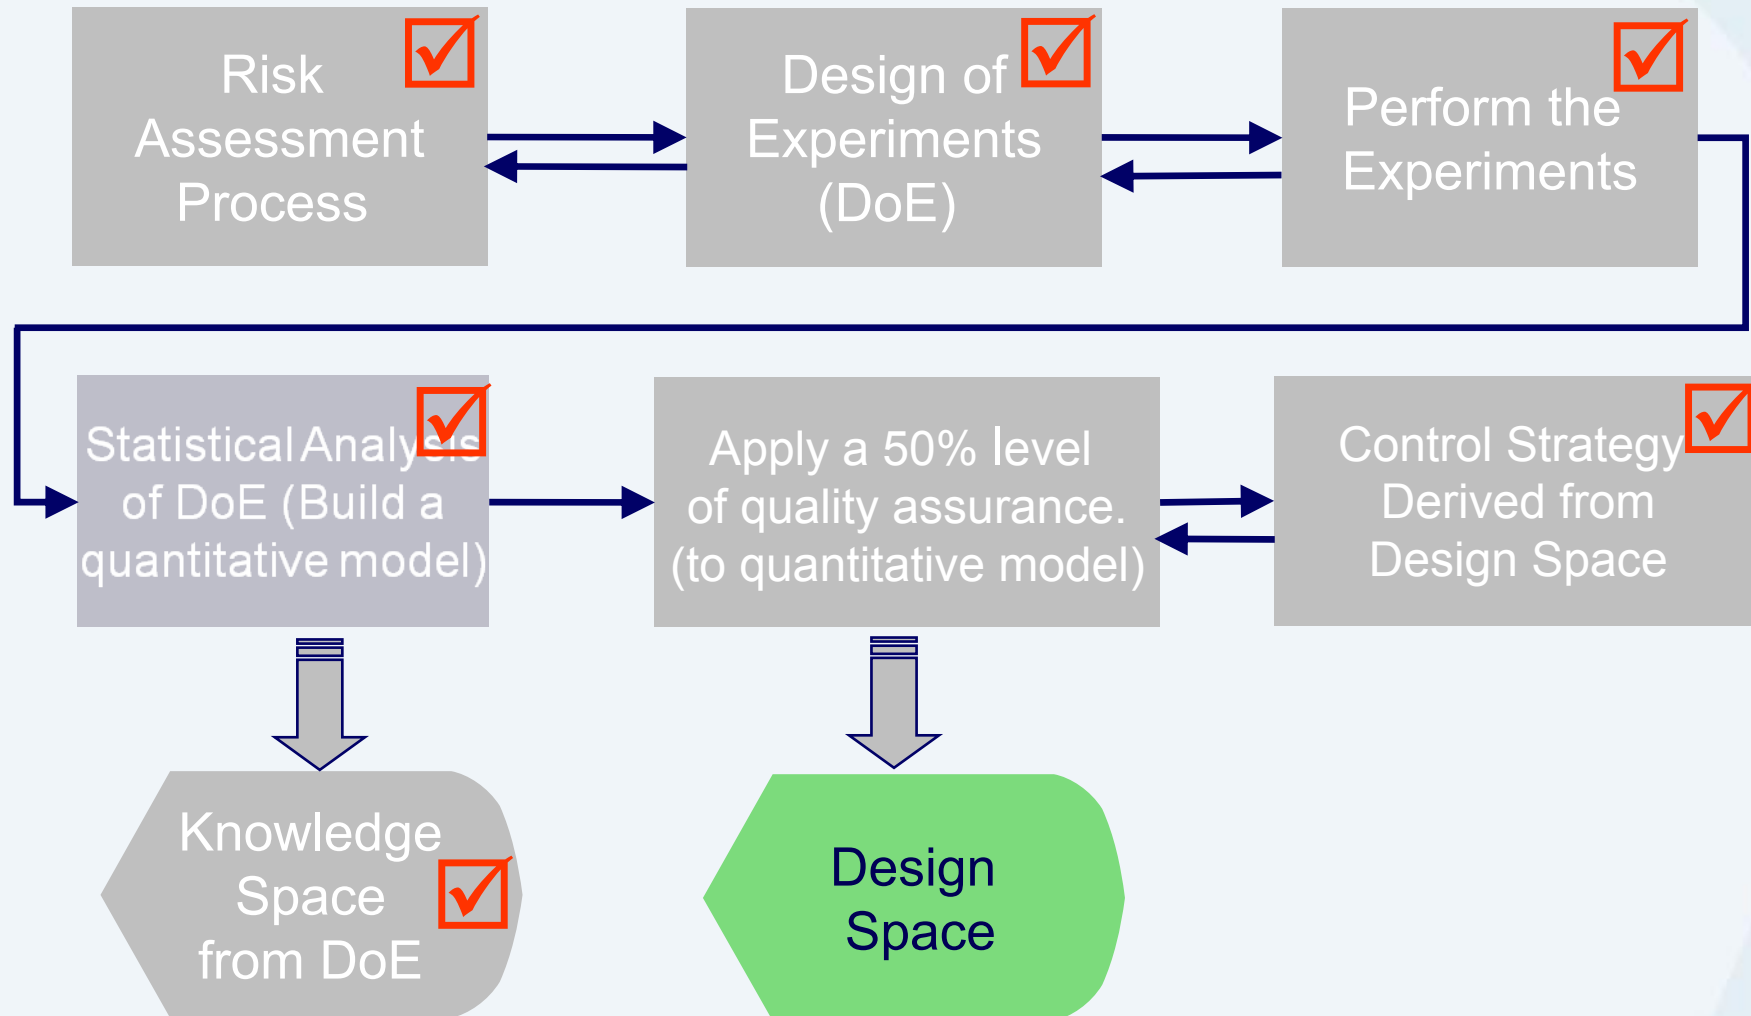 Risk
Assessment
Process
Design of
Experiments
(DoE)
Perform the
Experiments
Statistical Analysis
of DoE (Build a
quantitative model)
Apply a 50% level
of quality assurance.
(to quantitative model)
Control Strategy
Derived from
Design Space
Knowledge
Space
from DoE
Design
Space